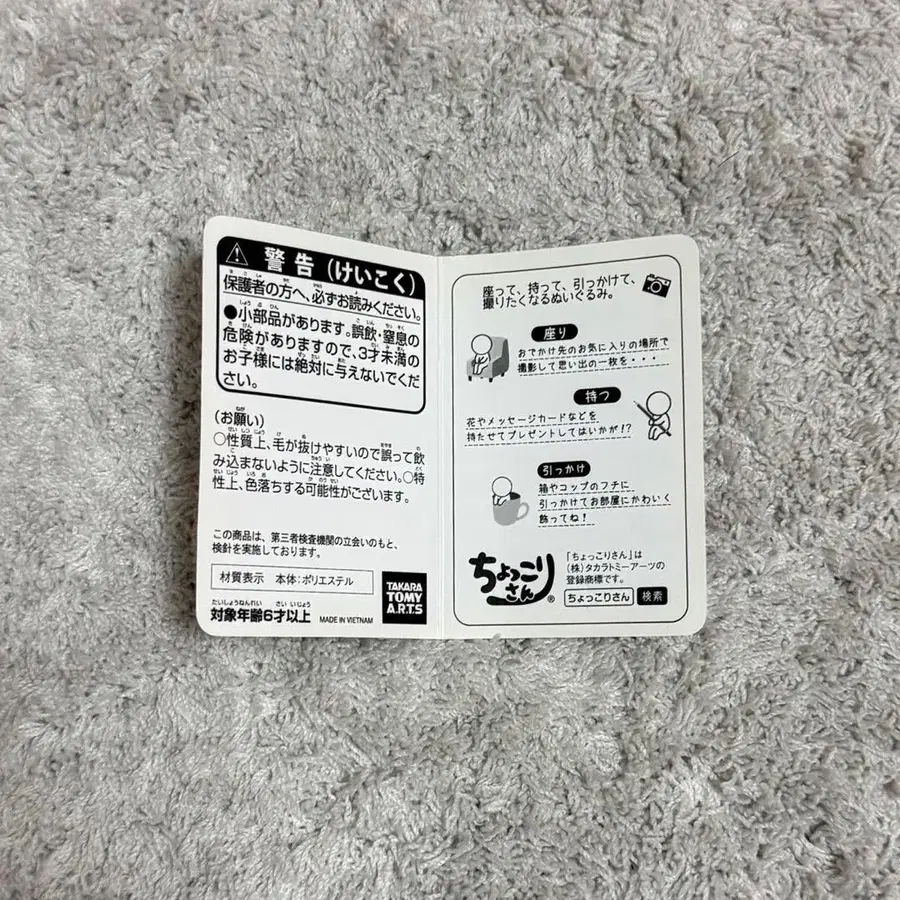 警告(けいこく)
保護者の方へ、必ずお読みください。
●小部品があります。誤飲・窒息の
危険がありますので、3才未満の
お子様には絶対に与えないでくだ
さい。
(お願い)
○性質上、毛が抜けやすいので誤って飲
み込まないように注意してください。○特
性上、色落ちする可能性がございます。
この商品は、第三者検査機関の立会いのもと、
検針を実施しております。
材質表示 本体:ポリエステル
対象年齢6才以上
MADE IN VIETNAM
TAKARA
TOMY
A.R.T.S
座って、持って、引っかけて、
撮りたくなるぬいぐるみ。
座り
おでかけ先のお気に入りの場所で
撮影して思い出の一枚を・・・
持つ
花やメッセージカードなどを
持たせてプレゼントしてはいかが!?
引っかけ
箱やコップのフチに
引っかけてお部屋にかわいく
飾ってね!
ちょっこり
さん®
「ちょっこりさん」は
(株)タカラトミーアーツの
登録商標です。
ちょっこりさん 検索